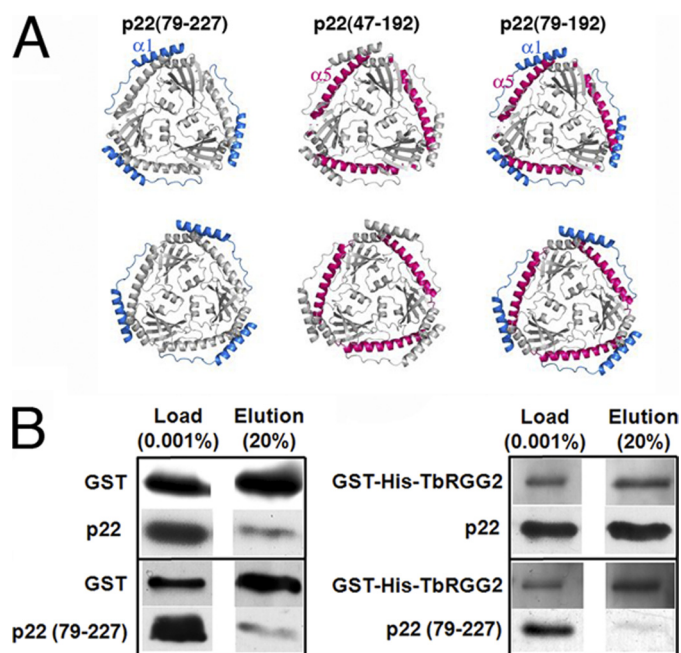 A
p22(79-227) p22(47-192) p22(79-192)
α1 α5 α1
α5
B
Load Elution Load Elution
(0.001%) (20%) (0.001%) (20%)
GST GST-His-TbRGG2
p22 p22
GST GST-His-TbRGG2
p22 (79-227) p22 (79-227)